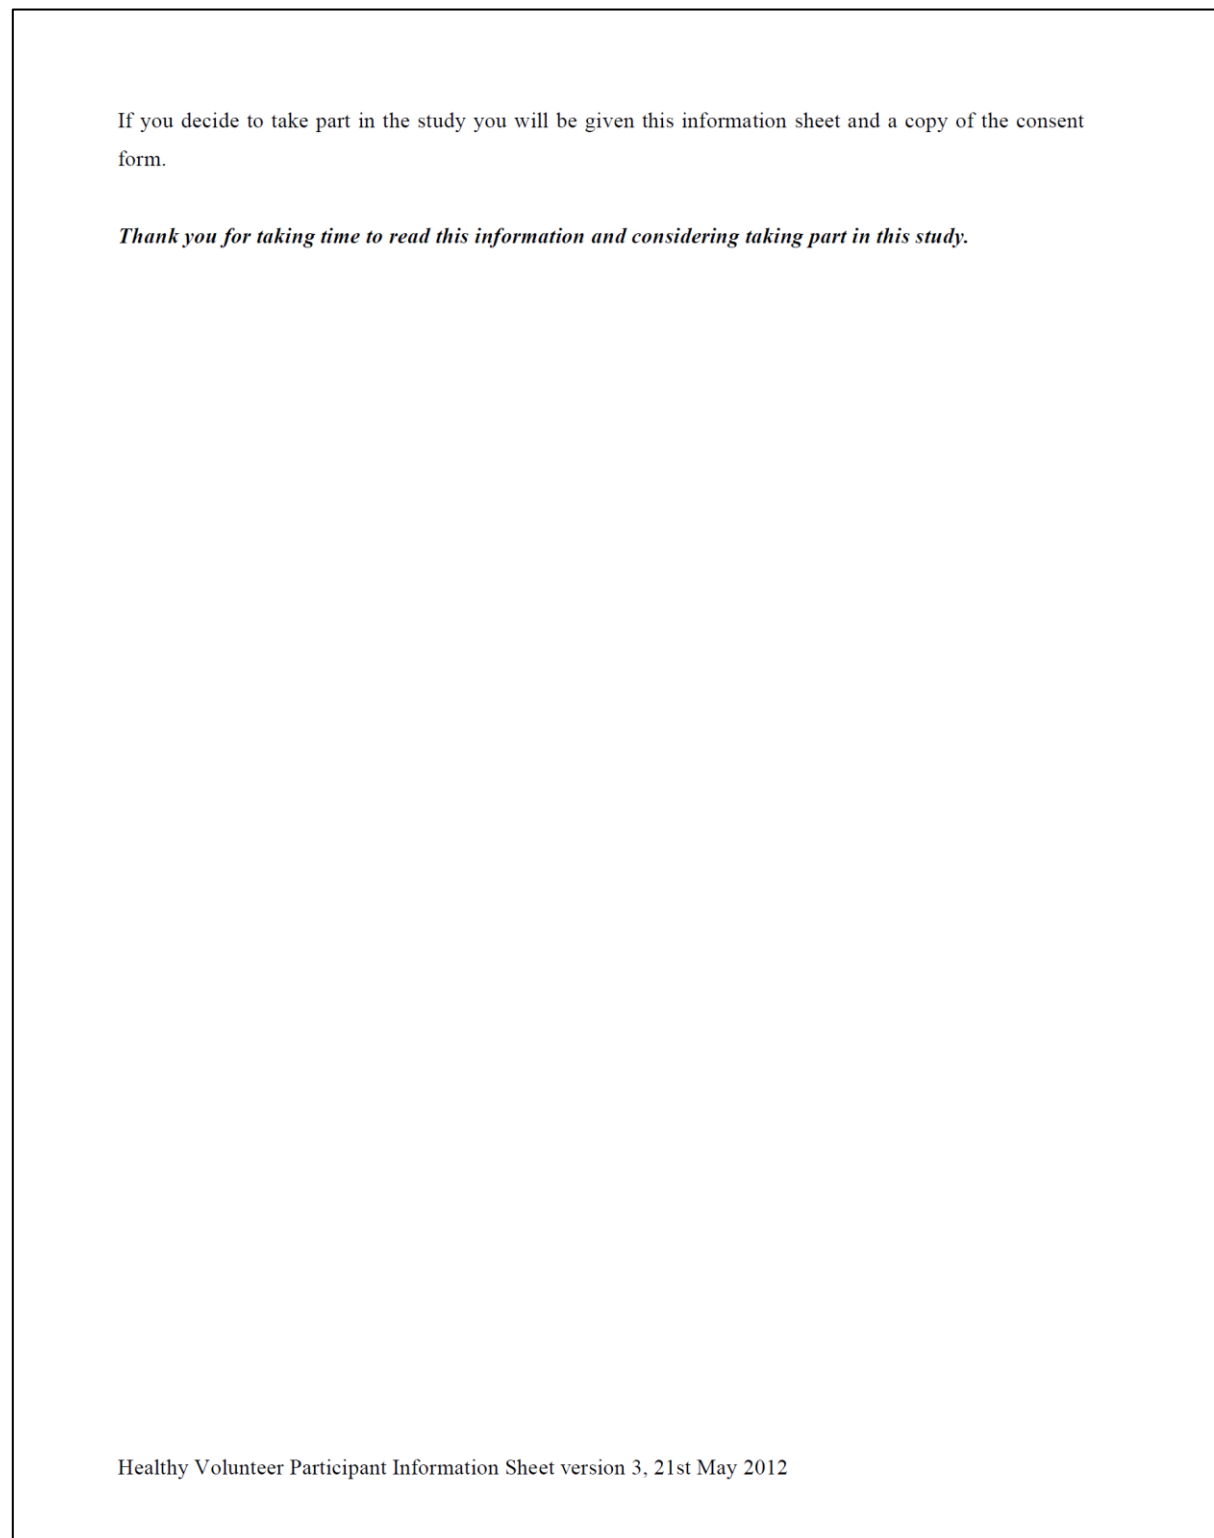 If you decide to take part in the study you will be given this information sheet and a copy of the consent
form.
Thank you for taking time to read this information and considering taking part in this study.
Healthy Volunteer Participant Information Sheet version 3, 21st May 2012